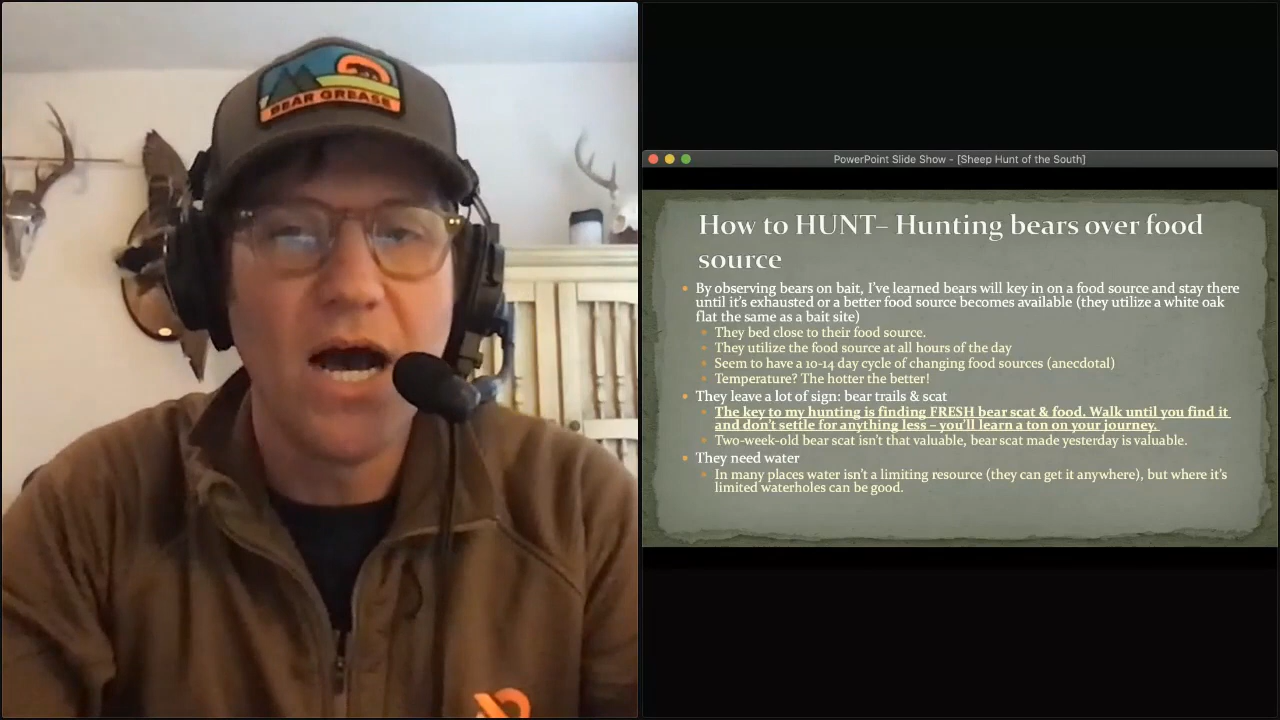 BEAR GREASE
PowerPoint Slide Show - [Sheep Hunt of the South]
How to HUNT– Hunting bears over food
source
• By observing bears on bait, I've learned bears will key in on a food source and stay there
until it's exhausted or a better food source becomes available (they utilize a white oak
flat the same as a bait site)
• They bed close to their food source.
• They utilize the food source at all hours of the day
• Seem to have a 10-14 day cycle of changing food sources (anecdotal)
• Temperature? The hotter the better!
• They leave a lot of sign: bear trails & scat
• The key to my hunting is finding FRESH bear scat & food. Walk until you find it
and don't settle for anything less – you'll learn a ton on your journey.
• Two-week-old bear scat isn't that valuable, bear scat made yesterday is valuable.
• They need water
• In many places water isn't a limiting resource (they can get it anywhere), but where it's
limited waterholes can be good.